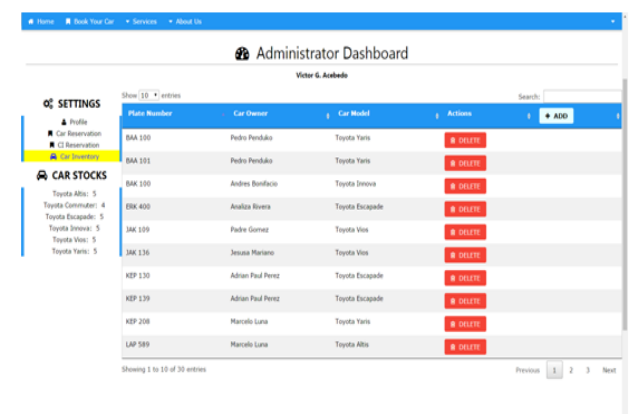 Home Book Your Car Services About Us
Administrator Dashboard
Victor G. Acebedo
SETTINGS
Profile
Car Reservation
CI Reservation
Car Inventory
CAR STOCKS
Toyota Altis: 5
Toyota Commuter: 4
Toyota Escapade: 5
Toyota Innova: 5
Toyota Vios: 5
Toyota Yaris: 5
Show 10 entries
Search:
Plate Number Car Owner Car Model Actions + ADD
BAA 100 Pedro Penduko Toyota Yaris DELETE
BAA 101 Pedro Penduko Toyota Yaris DELETE
BAK 100 Andres Bonifacio Toyota Innova DELETE
ERK 400 Analiza Rivera Toyota Escapade DELETE
JAK 109 Padre Gomez Toyota Vios DELETE
JAK 136 Jesusa Mariano Toyota Vios DELETE
KEP 130 Adrian Paul Perez Toyota Escapade DELETE
KEP 139 Adrian Paul Perez Toyota Escapade DELETE
KEP 208 Marcelo Luna Toyota Yaris DELETE
LAP 589 Marcelo Luna Toyota Altis DELETE
Showing 1 to 10 of 30 entries
Previous 1 2 3 Next